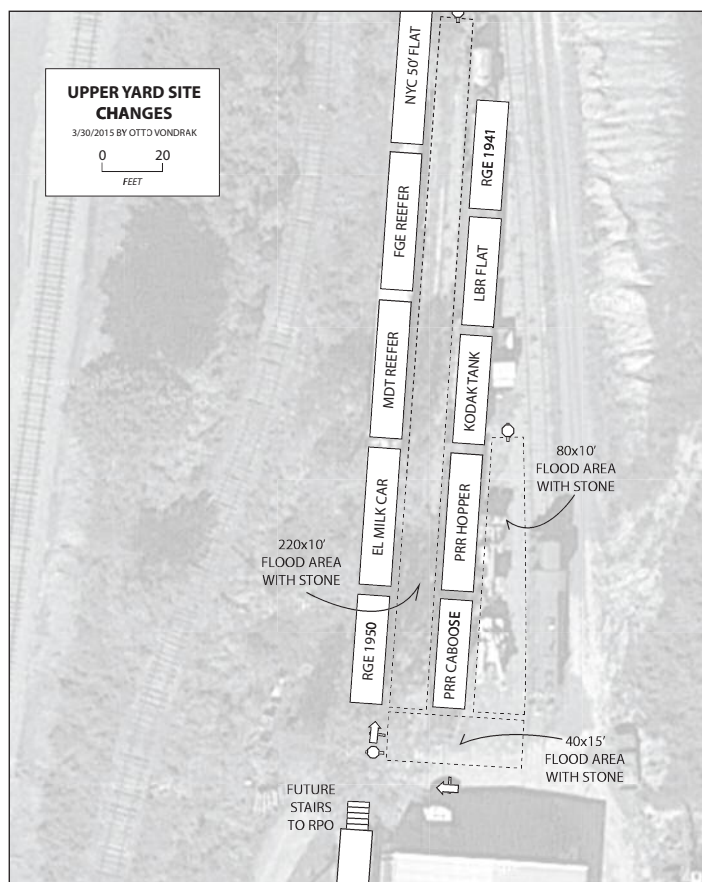 UPPER YARD SITE
CHANGES
3/30/2015 BY OTTO VONDRAK
0 20
FEET
NYC 50' FLAT
FGE REEFER
MDT REEFER
EL MILK CAR
RGE 1950
RGE 1941
LBR FLAT
KODAK TANK
PRR HOPPER
PRR CABOOSE
80x10'
FLOOD AREA
WITH STONE
220x10'
FLOOD AREA
WITH STONE
40x15'
FLOOD AREA
WITH STONE
FUTURE
STAIRS
TO RPO